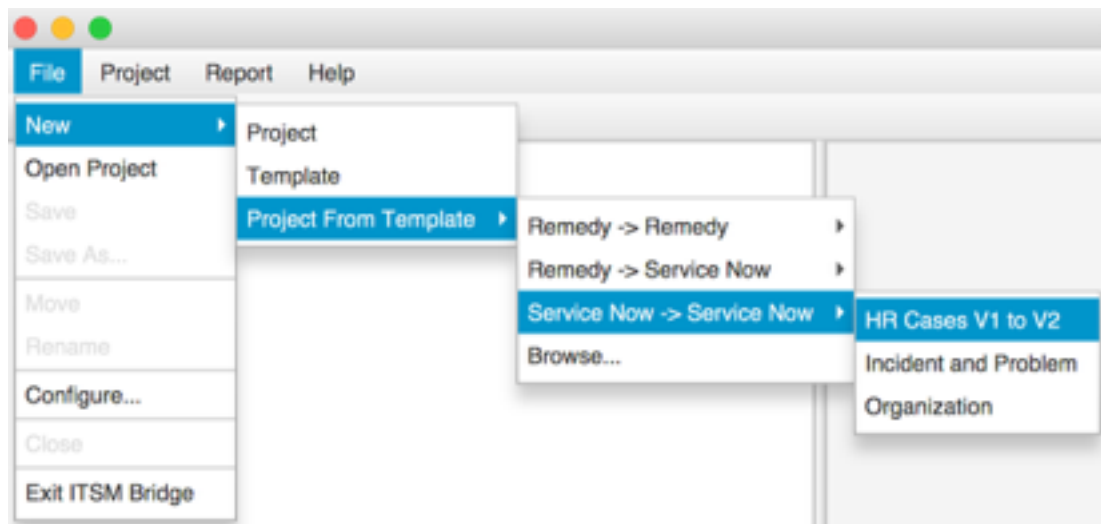 File Project Report Help
New
Open Project
Save
Save As...
Move
Rename
Configure...
Close
Exit ITSM Bridge
Project
Template
Project From Template
Remedy -> Remedy
Remedy -> Service Now
Service Now -> Service Now
Browse...
HR Cases V1 to V2
Incident and Problem
Organization